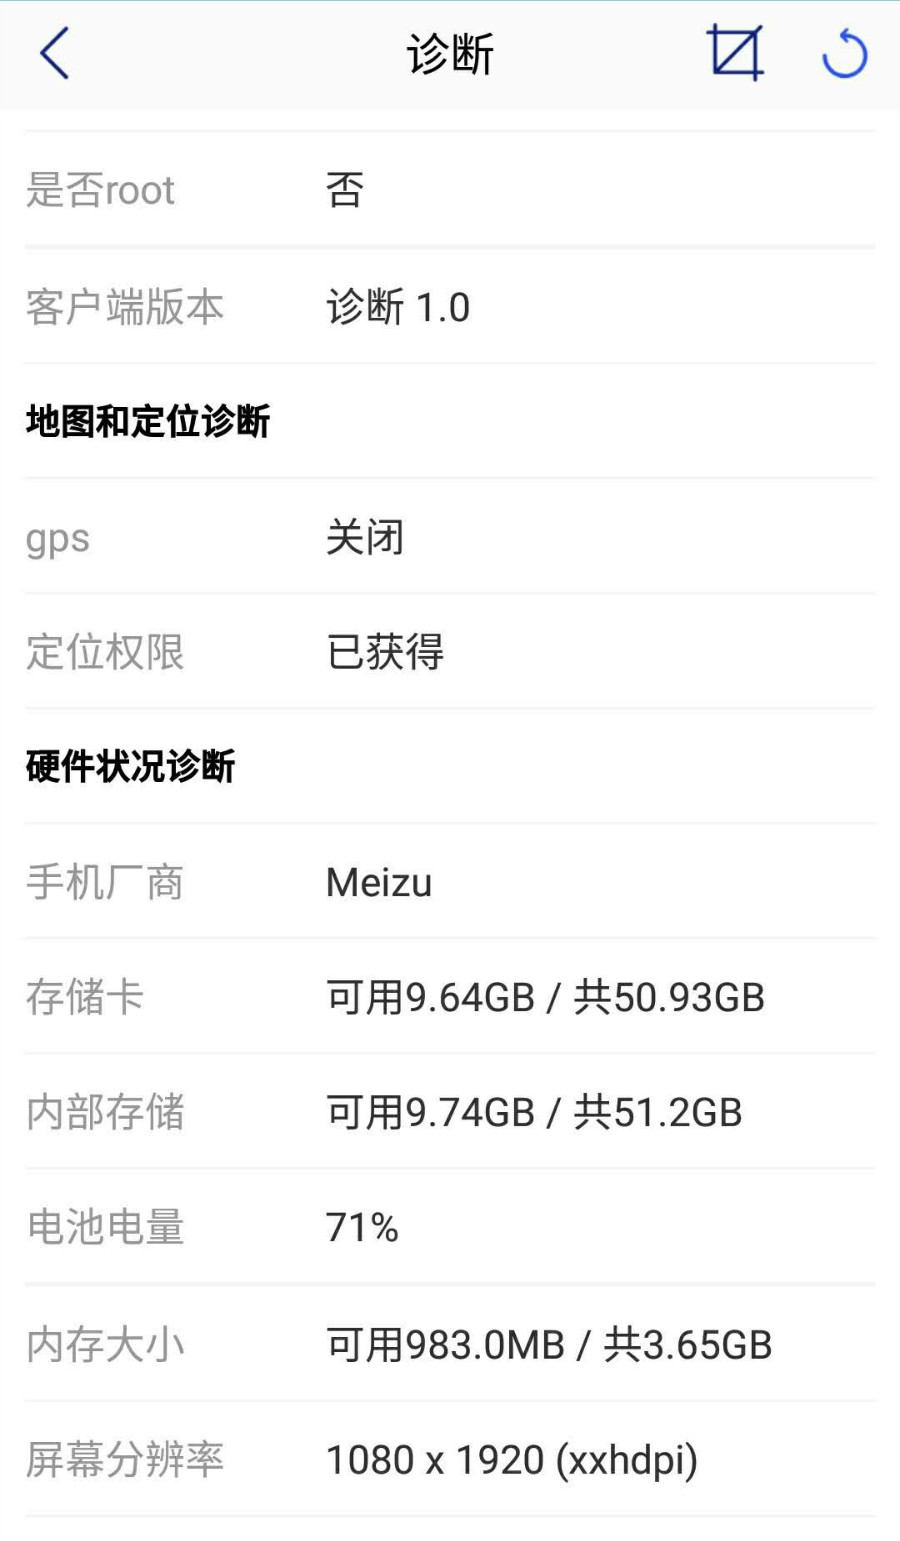 诊断
是否root 否
客户端版本 诊断 1.0
地图和定位诊断
gps 关闭
定位权限 已获得
硬件状况诊断
手机厂商 Meizu
存储卡 可用9.64GB / 共50.93GB
内部存储 可用9.74GB / 共51.2GB
电池电量 71%
内存大小 可用983.0MB / 共3.65GB
屏幕分辨率 1080 x 1920 (xxhdpi)